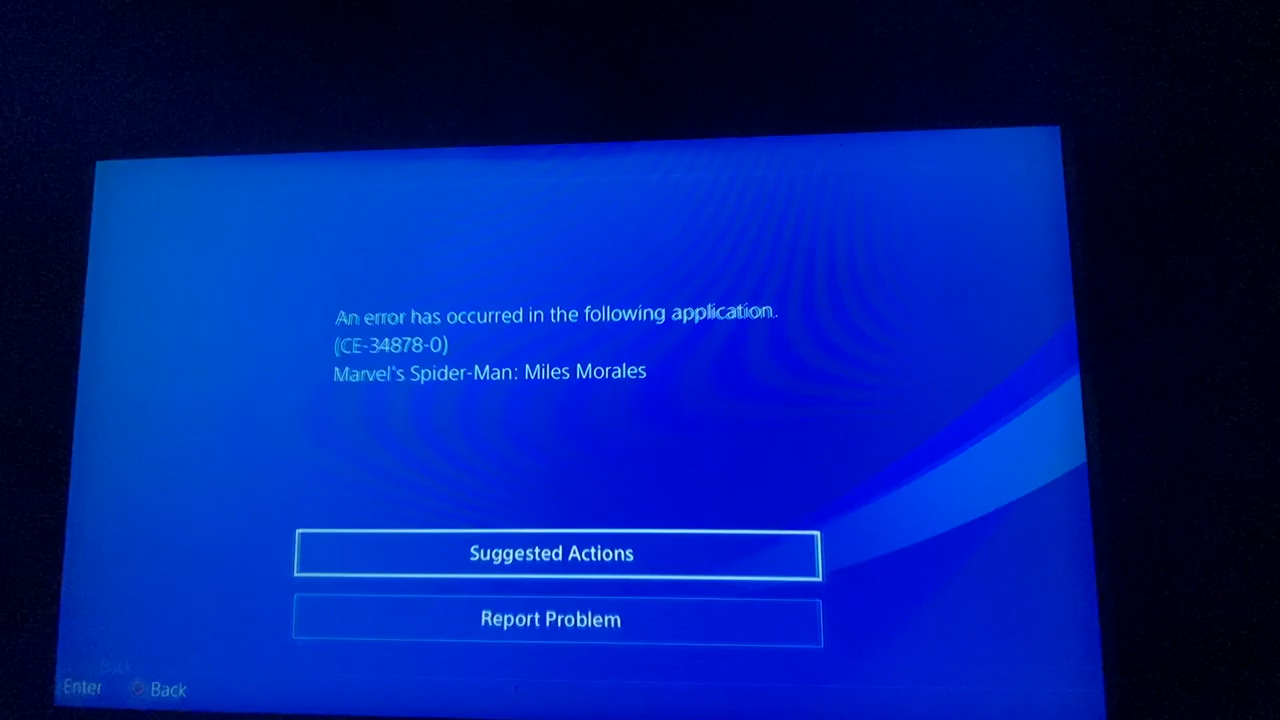 An error has occurred in the following application.
(CE-34878-0)
Marvel's Spider-Man: Miles Morales
Suggested Actions
Report Problem
Back
Enter
Back